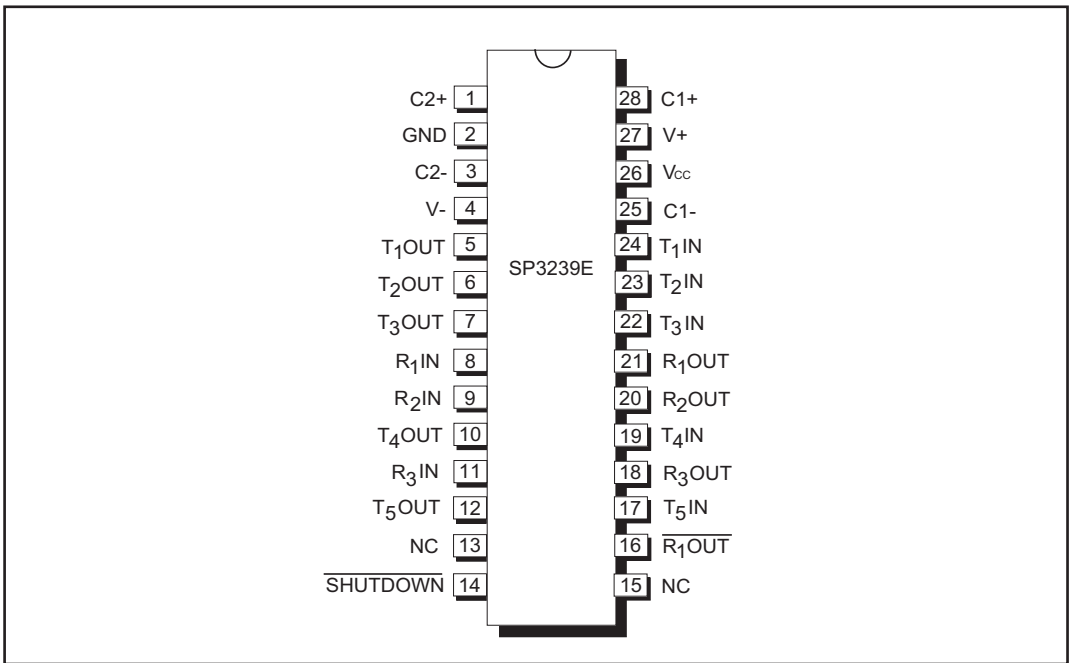 C2+ 1 28 C1+
GND 2 27 V+
C2- 3 26 Vcc
V- 4 25 C1-
T1OUT 5 24 T1IN
SP3239E
T2OUT 6 23 T2IN
T3OUT 7 22 T3IN
R1IN 8 21 R1OUT
R2IN 9 20 R2OUT
T4OUT 10 19 T4IN
R3IN 11 18 R3OUT
T5OUT 12 17 T5IN
NC 13 16 R1OUT
SHUTDOWN 14 15 NC